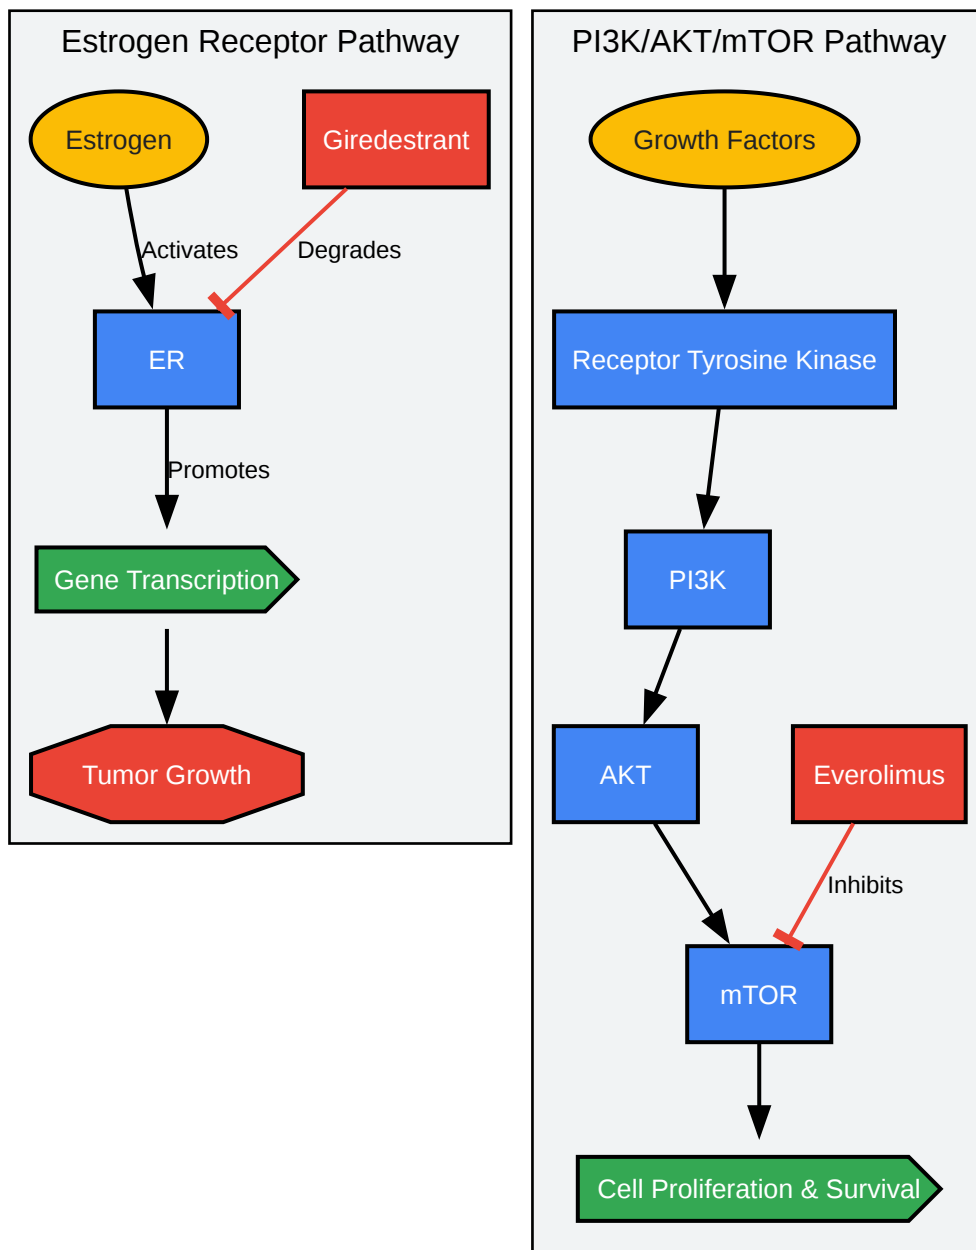 Estrogen Receptor Pathway
Estrogen
Giredestrant
Activates
Degrades
ER
Promotes
Gene Transcription
Tumor Growth
PI3K/AKT/mTOR Pathway
Growth Factors
Receptor Tyrosine Kinase
PI3K
AKT
Everolimus
Inhibits
mTOR
Cell Proliferation & Survival